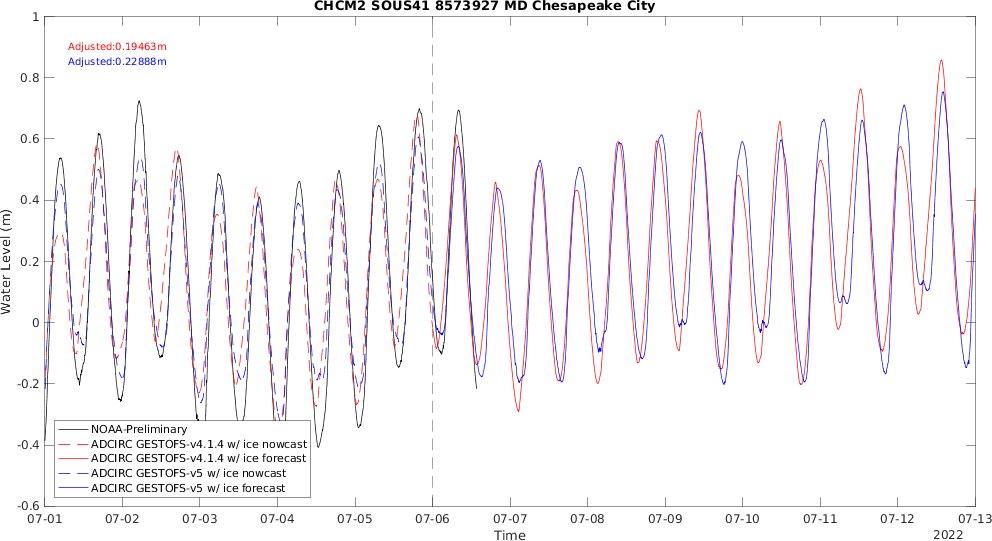 CHCM2 SOUS41 8573927 MD Chesapeake City
Adjusted:0.19463m
Adjusted:0.22888m
1
0.8
0.6
0.4
0.2
0
-0.2
-0.4
-0.6
Water Level (m)
NOAA-Preliminary
ADCIRC GESTOFS-v4.1.4 w/ ice nowcast
ADCIRC GESTOFS-v4.1.4 w/ ice forecast
ADCIRC GESTOFS-v5 w/ ice nowcast
ADCIRC GESTOFS-v5 w/ ice forecast
07-01 07-02 07-03 07-04 07-05 07-06 07-07 07-08 07-09 07-10 07-11 07-12 07-13
Time
2022